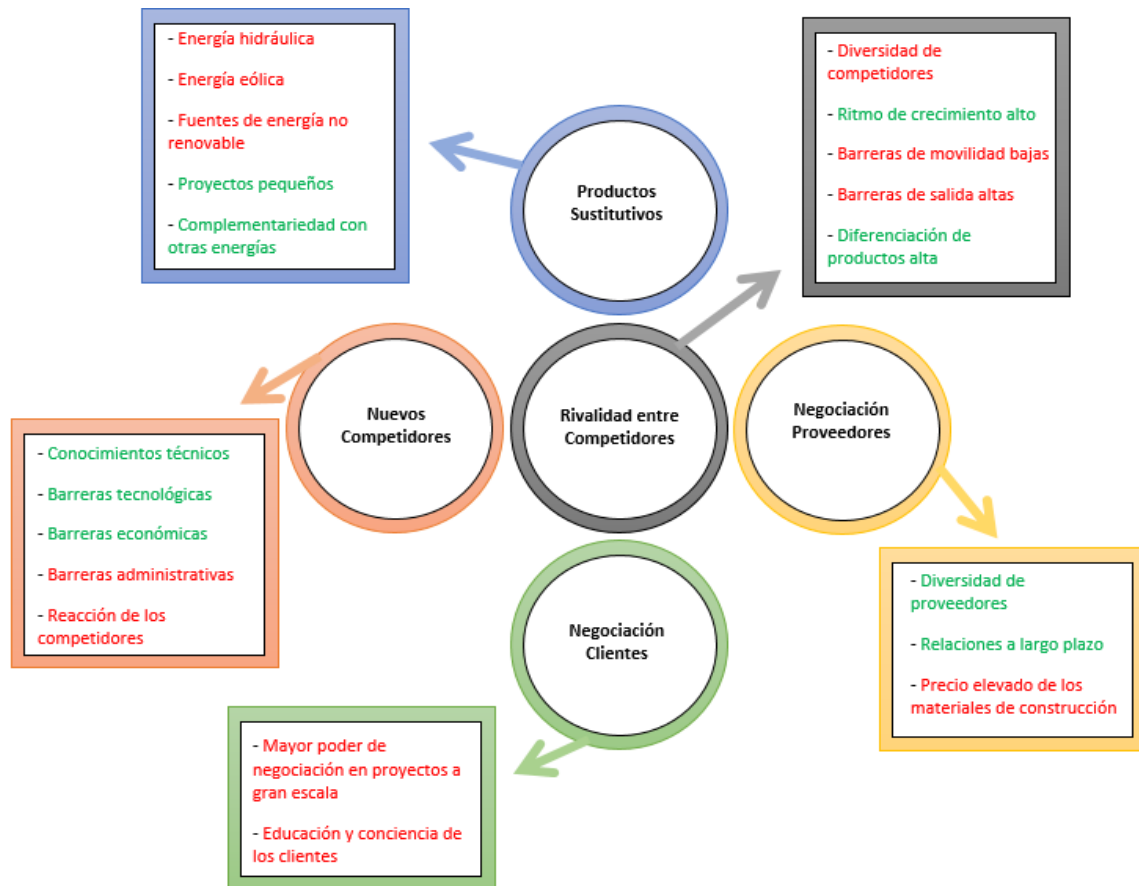 - Energía hidráulica
- Energía eólica
- Fuentes de energía no
renovable
- Proyectos pequeños
- Complementariedad con
otras energías
- Diversidad de
competidores
- Ritmo de crecimiento alto
- Barreras de movilidad bajas
- Barreras de salida altas
- Diferenciación de
productos alta
Productos
Sustitutivos
Nuevos
Competidores
Rivalidad entre
Competidores
Negociación
Proveedores
- Conocimientos técnicos
- Barreras tecnológicas
- Barreras económicas
- Barreras administrativas
- Reacción de los
competidores
Negociación
Clientes
- Diversidad de
proveedores
- Relaciones a largo plazo
- Precio elevado de los
materiales de construcción
- Mayor poder de
negociación en proyectos a
gran escala
- Educación y conciencia de
los clientes